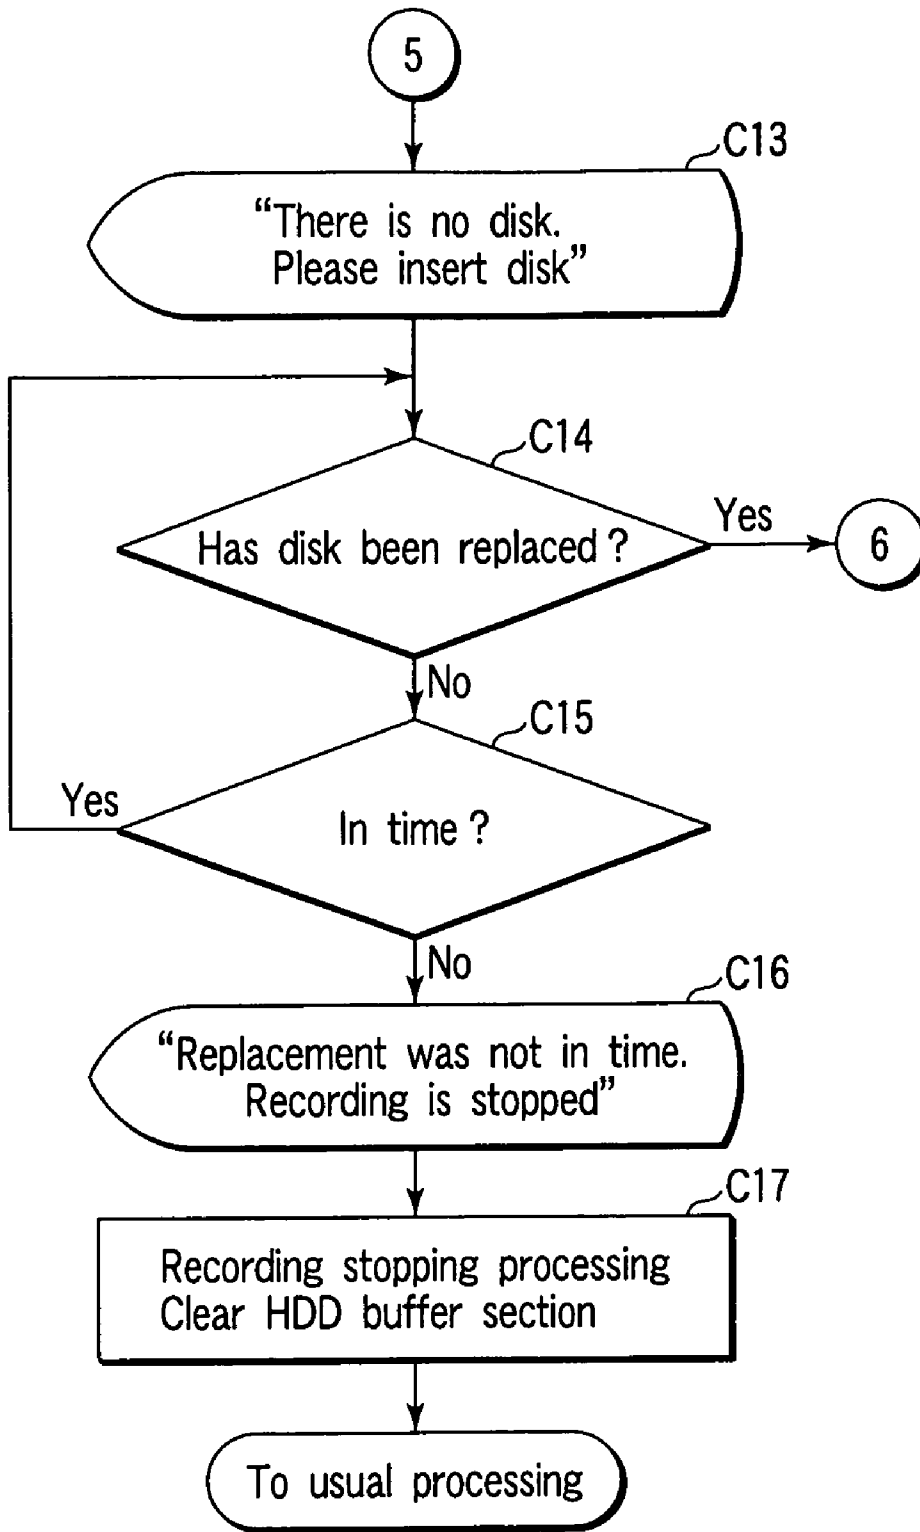 5
C13
“There is no disk.
Please insert disk”
C14
Has disk been replaced ?
Yes
6
No
C15
Yes
In time ?
No
C16
“Replacement was not in time.
Recording is stopped”
C17
Recording stopping processing
Clear HDD buffer section
To usual processing